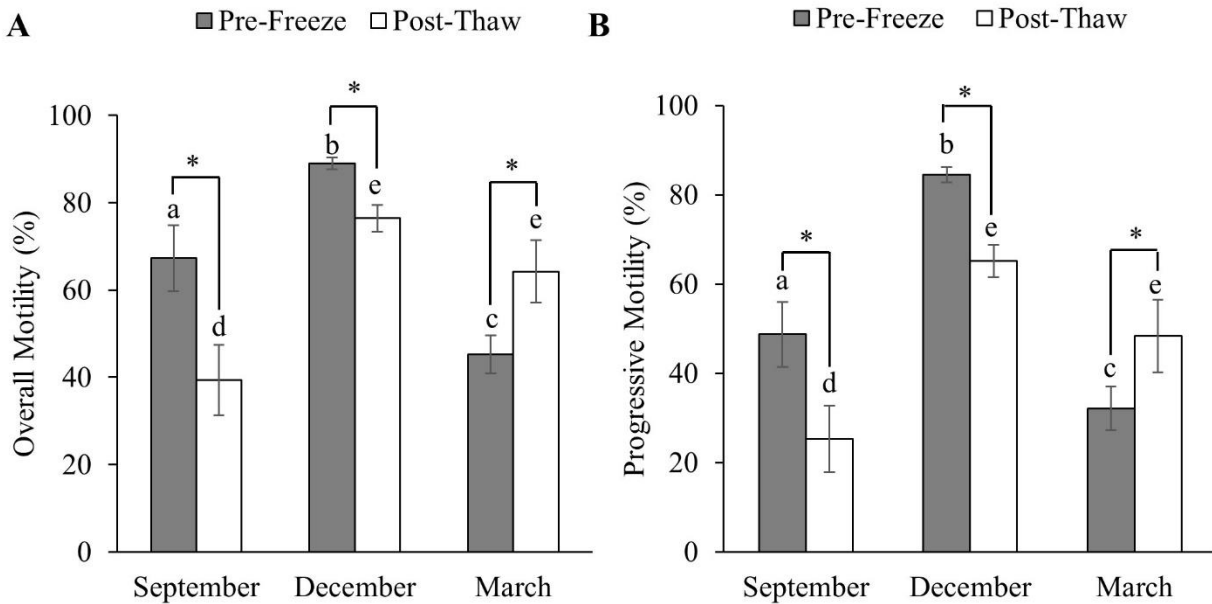 A
Pre-Freeze Post-Thaw
Overall Motility (%)
100
80
60
40
20
0
*
*
*
a
d
b
e
c
e
September December March
B
Pre-Freeze Post-Thaw
Progressive Motility (%)
100
80
60
40
20
0
*
*
*
a
d
b
e
c
e
September December March